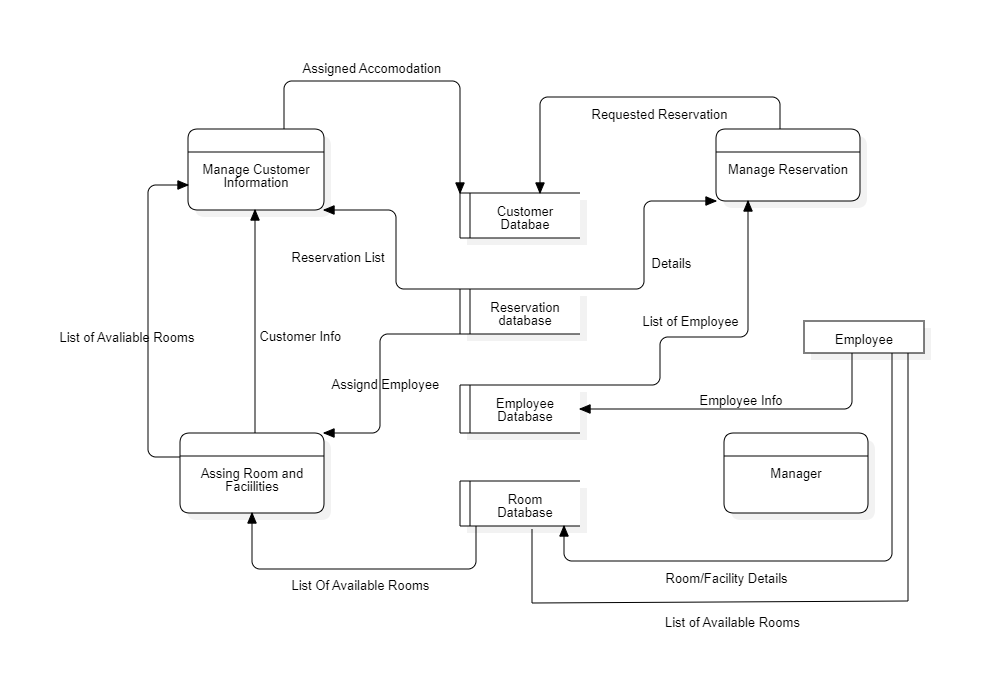 Assigned Accomodation
Requested Reservation
Manage Customer
Information
Manage Reservation
Customer
Databae
Reservation List
Details
Reservation
database
List of Employee
List of Avaliable Rooms
Customer Info
Employee
Assignd Employee
Employee
Database
Employee Info
Assing Room and
Faciilities
Manager
Room
Database
List Of Available Rooms
Room/Facility Details
List of Available Rooms